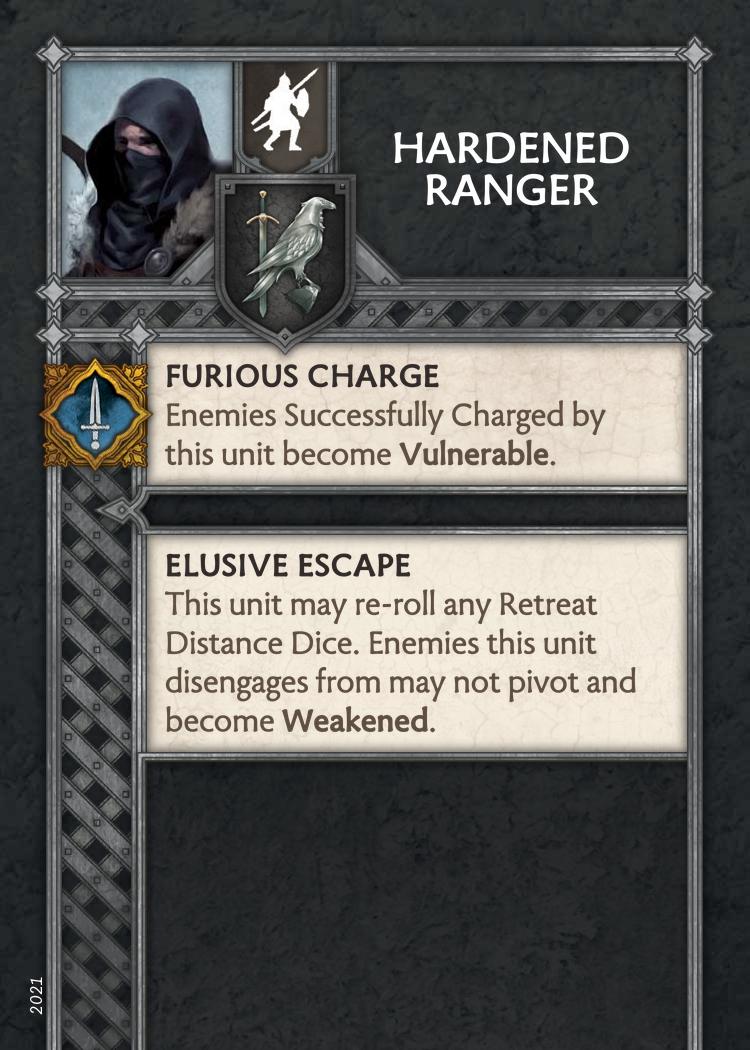 HARDENED
RANGER
FURIOUS CHARGE
Enemies Successfully Charged by
this unit become Vulnerable.
ELUSIVE ESCAPE
This unit may re-roll any Retreat
Distance Dice. Enemies this unit
disengages from may not pivot and
become Weakened.
2021